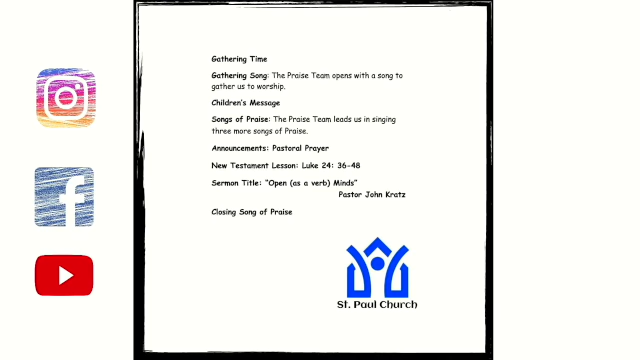 Gathering Time
Gathering Song: The Praise Team opens with a song to
gather us to worship.
Children's Message
Songs of Praise: The Praise Team leads us in singing
three more songs of Praise.
Announcements: Pastoral Prayer
New Testament Lesson: Luke 24: 36-48
Sermon Title: "Open (as a verb) Minds"
Pastor John Kratz
Closing Song of Praise
St. Paul Church